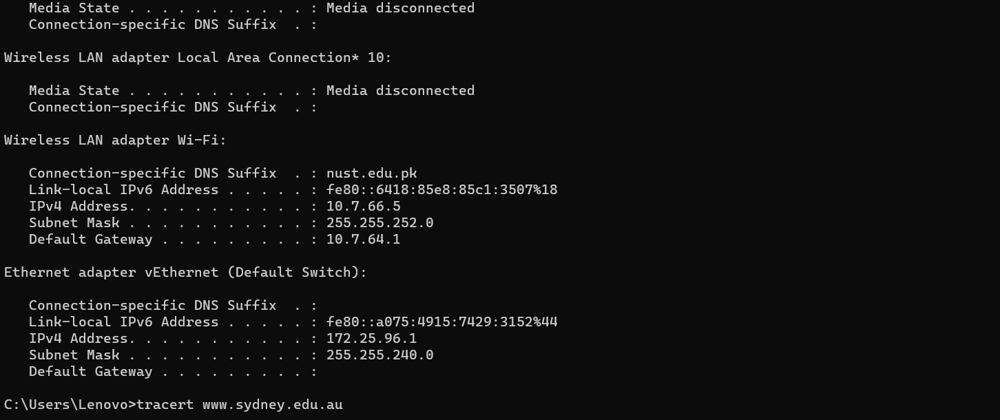 Media State . . . . . . . . . . . : Media disconnected
Connection-specific DNS Suffix  . :
Wireless LAN adapter Local Area Connection* 10:
Media State . . . . . . . . . . . : Media disconnected
Connection-specific DNS Suffix  . :
Wireless LAN adapter Wi-Fi:
Connection-specific DNS Suffix  . : nust.edu.pk
Link-local IPv6 Address . . . . . : fe80::6418:85e8:85c1:3507%18
IPv4 Address. . . . . . . . . . . : 10.7.66.5
Subnet Mask . . . . . . . . . . . : 255.255.252.0
Default Gateway . . . . . . . . . : 10.7.64.1
Ethernet adapter vEthernet (Default Switch):
Connection-specific DNS Suffix  . :
Link-local IPv6 Address . . . . . : fe80::a075:4915:7429:3152%44
IPv4 Address. . . . . . . . . . . : 172.25.96.1
Subnet Mask . . . . . . . . . . . : 255.255.240.0
Default Gateway . . . . . . . . . :
C:\Users\Lenovo>tracert www.sydney.edu.au